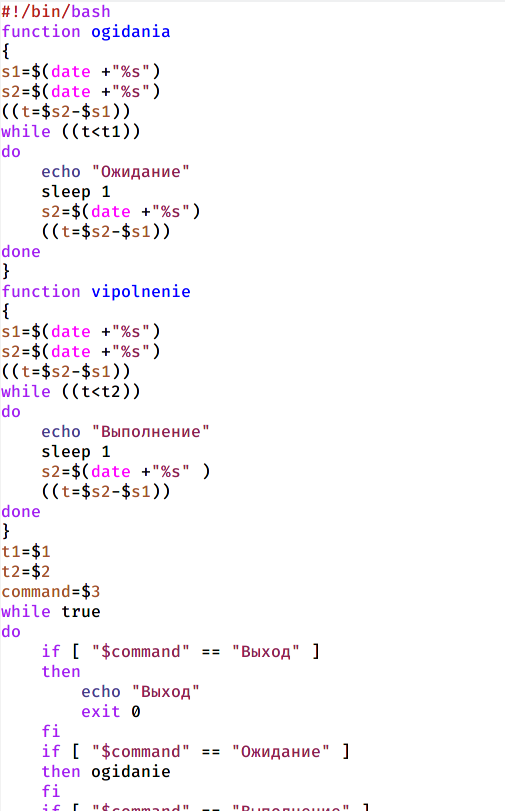 #!/bin/bash
function ogidania
{
s1=$(date +"%s")
s2=$(date +"%s")
((t=$s2-$s1))
while ((t<t1))
do
    echo "Ожидание"
    sleep 1
    s2=$(date +"%s")
    ((t=$s2-$s1))
done
}
function vipolnenie
{
s1=$(date +"%s")
s2=$(date +"%s")
((t=$s2-$s1))
while ((t<t2))
do
    echo "Выполнение"
    sleep 1
    s2=$(date +"%s" )
    ((t=$s2-$s1))
done
}
t1=$1
t2=$2
command=$3
while true
do
    if [ "$command" == "Выход" ]
    then
        echo "Выход"
        exit 0
    fi
    if [ "$command" == "Ожидание" ]
    then ogidanie
    fi
    if [ "$command" == "Выполнение" ]